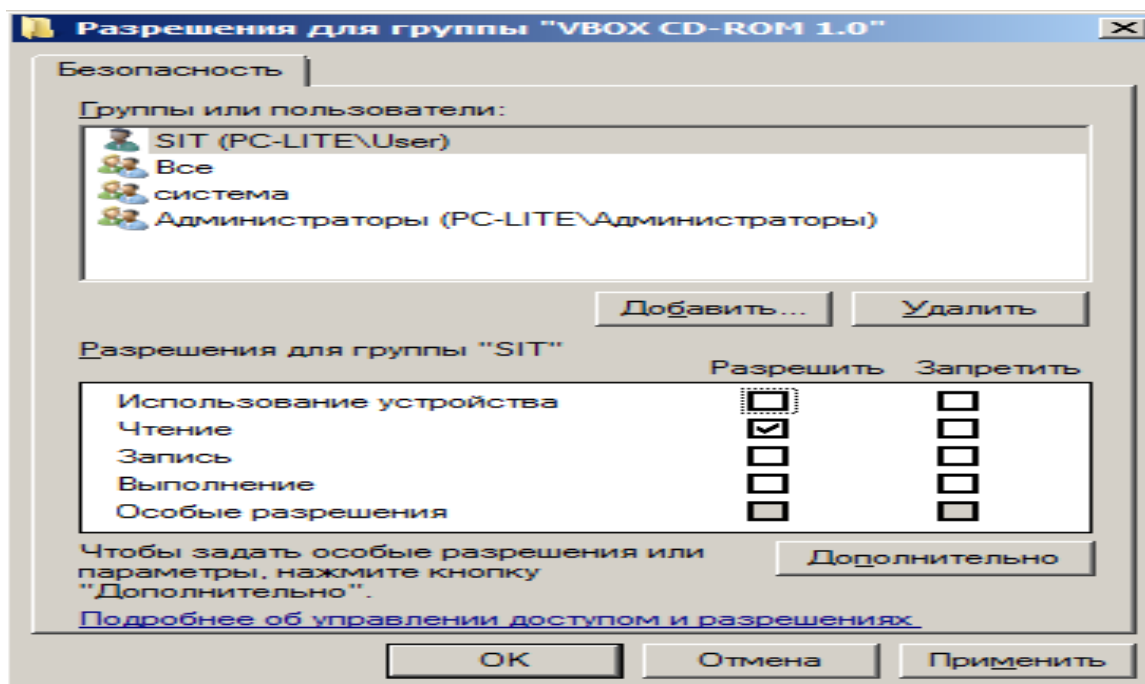 Разрешения для группы "VBOX CD-ROM 1.0"
Безопасность
Группы или пользователи:
SIT (PC-LITE\User)
Все
система
Администраторы (PC-LITE\Администраторы)
Добавить... Удалить
Разрешения для группы "SIT"
Разрешить Запретить
Использование устройства
Чтение
Запись
Выполнение
Особые разрешения
Чтобы задать особые разрешения или
параметры, нажмите кнопку
"Дополнительно".
Дополнительно
Подробнее об управлении доступом и разрешениях
ОК Отмена Применить